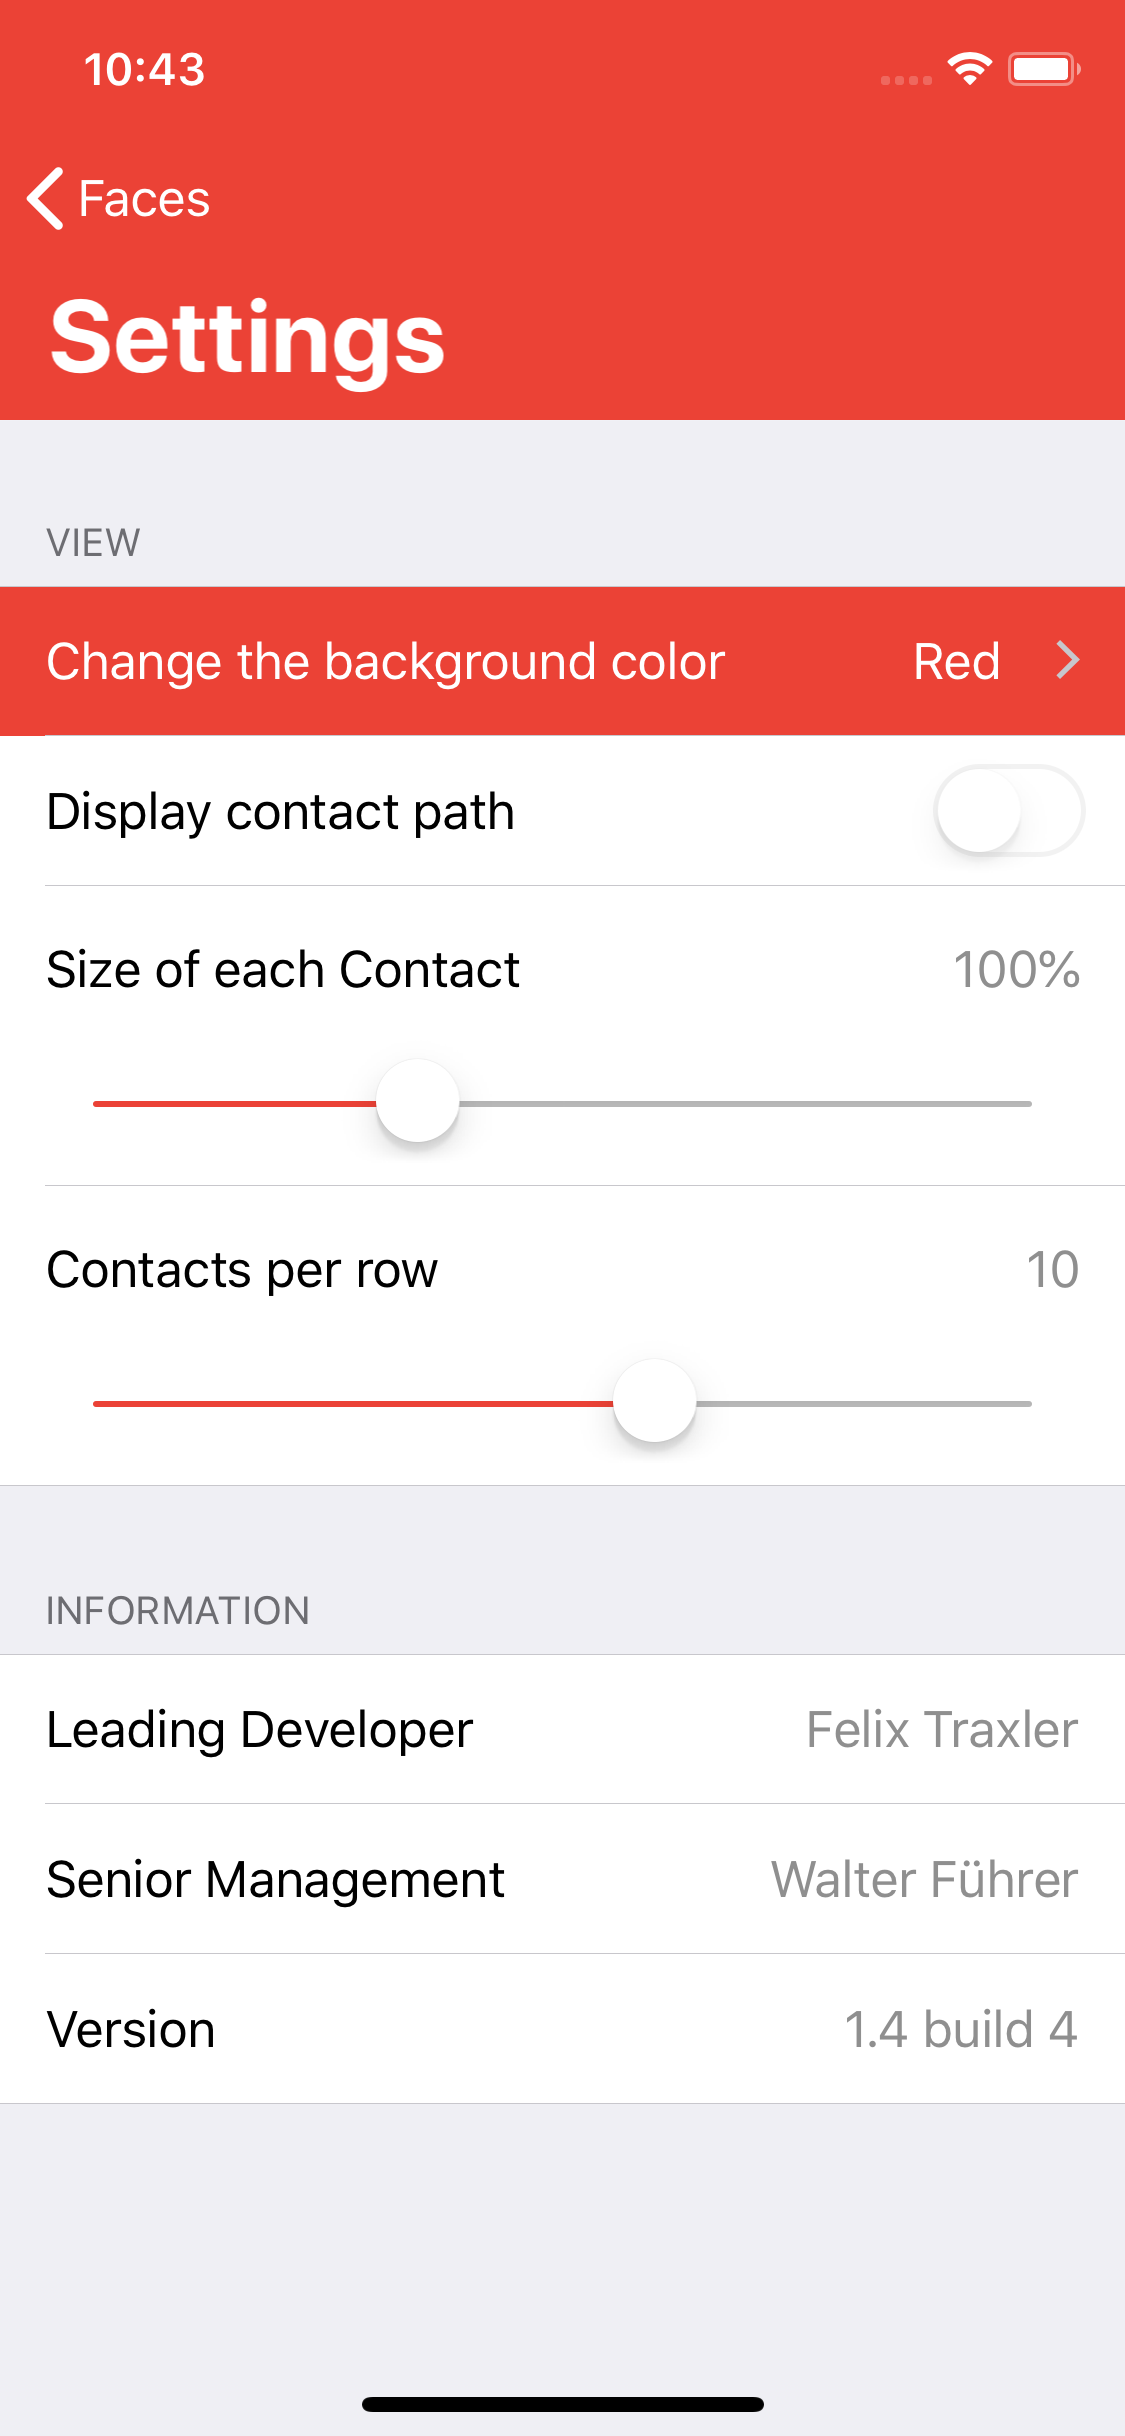 10:43
Faces
Settings
VIEW
Change the background color Red
Display contact path
Size of each Contact 100%
Contacts per row 10
INFORMATION
Leading Developer Felix Traxler
Senior Management Walter Führer
Version 1.4 build 4